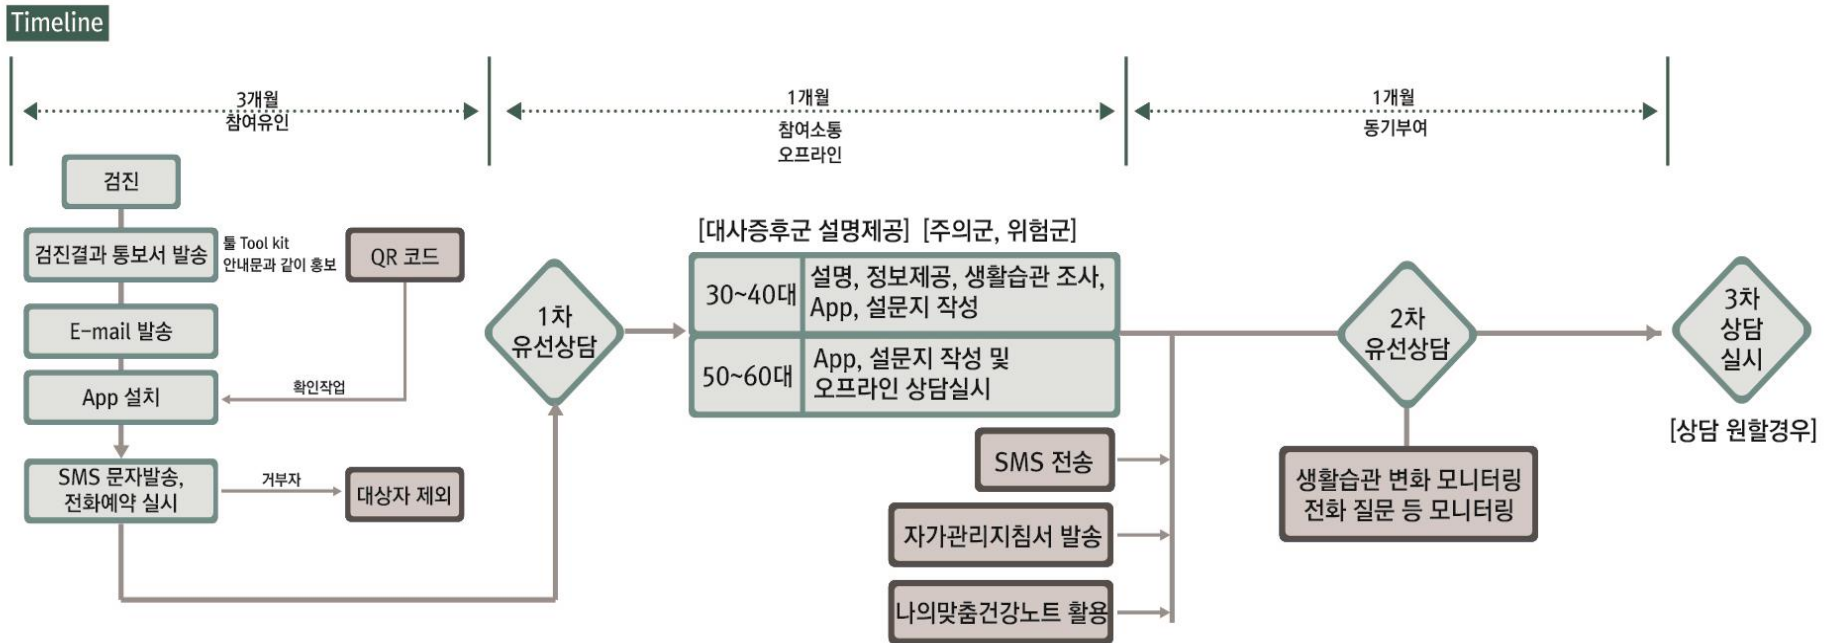 Timeline
3개월
참여유인
1개월
참여소통
오프라인
1개월
동기부여
검진
검진결과 통보서 발송
툴 Tool kit
안내문과 같이 홍보
QR 코드
E-mail 발송
App 설치
확인작업
SMS 문자발송,
전화예약 실시
거부자
대상자 제외
1차
유선상담
[대사증후군 설명제공] [주의군, 위험군]
30~40대
설명, 정보제공, 생활습관 조사,
App, 설문지 작성
50~60대
App, 설문지 작성 및
오프라인 상담실시
SMS 전송
자가관리지침서 발송
나의맞춤건강노트 활용
2차
유선상담
생활습관 변화 모니터링
전화 질문 등 모니터링
3차
상담
실시
[상담 원할경우]